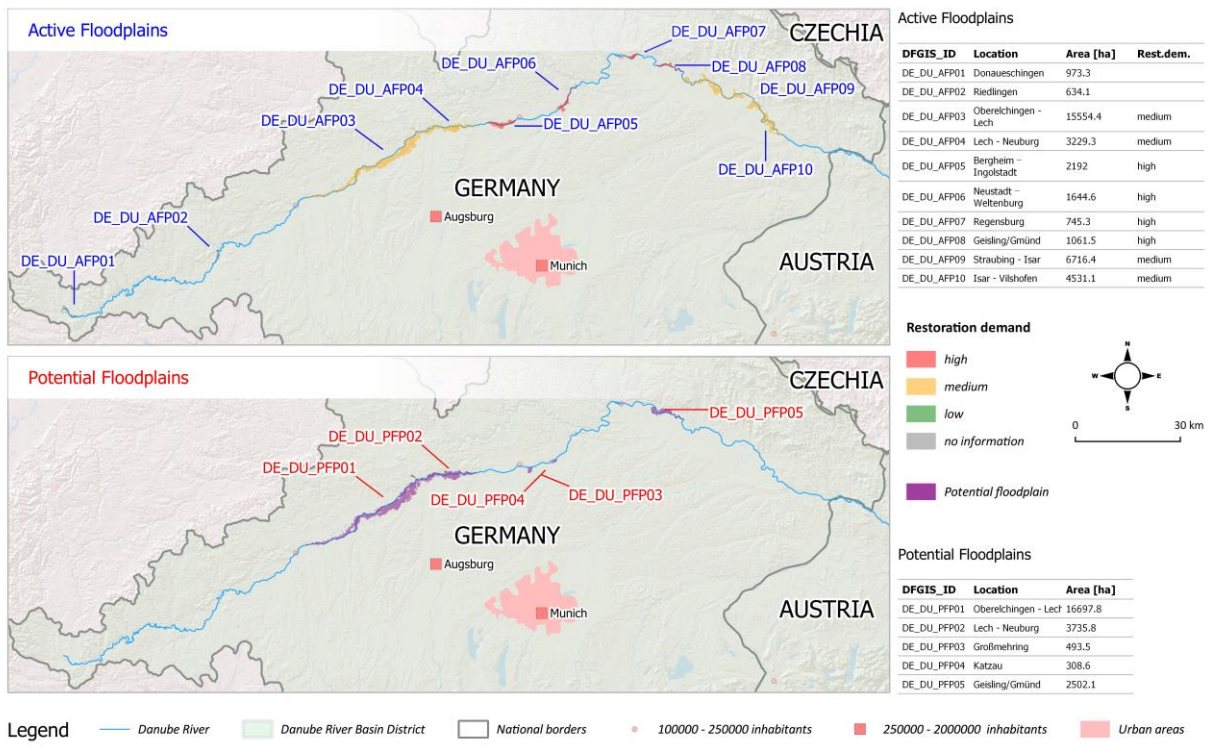 Active Floodplains
DE_DU_AFP07
CZECHIA
DE_DU_AFP06
DE_DU_AFP08
DE_DU_AFP04
DE_DU_AFP09
DE_DU_AFP03
DE_DU_AFP05
DE_DU_AFP10
GERMANY
DE_DU_AFP02
Augsburg
DE_DU_AFP01
Munich
AUSTRIA
Active Floodplains
DFGIS_ID Location Area [ha] Rest.dem.
DE_DU_AFP01 Donaueschingen 973.3
DE_DU_AFP02 Riedlingen 634.1
DE_DU_AFP03 Oberelchingen - Lech 15554.4 medium
DE_DU_AFP04 Lech - Neuburg 3229.3 medium
DE_DU_AFP05 Bergheim – Ingolstadt 2192 high
DE_DU_AFP06 Neustadt – Weltenburg 1644.6 high
DE_DU_AFP07 Regensburg 745.3 high
DE_DU_AFP08 Geisling/Gmünd 1061.5 high
DE_DU_AFP09 Straubing - Isar 6716.4 medium
DE_DU_AFP10 Isar - Vilshofen 4531.1 medium
Restoration demand
high
medium
low
no information
Potential floodplain
N
W E
S
0 30 km
Potential Floodplains
CZECHIA
DE_DU_PFP05
DE_DU_PFP02
DE_DU_PFP01
DE_DU_PFP04
DE_DU_PFP03
GERMANY
Augsburg
Munich
AUSTRIA
Potential Floodplains
DFGIS_ID Location Area [ha]
DE_DU_PFP01 Oberelchingen - Lech 16697.8
DE_DU_PFP02 Lech - Neuburg 3735.8
DE_DU_PFP03 Großmehring 493.5
DE_DU_PFP04 Katzau 308.6
DE_DU_PFP05 Geisling/Gmünd 2502.1
Legend
Danube River
Danube River Basin District
National borders
100000 - 250000 inhabitants
250000 - 2000000 inhabitants
Urban areas